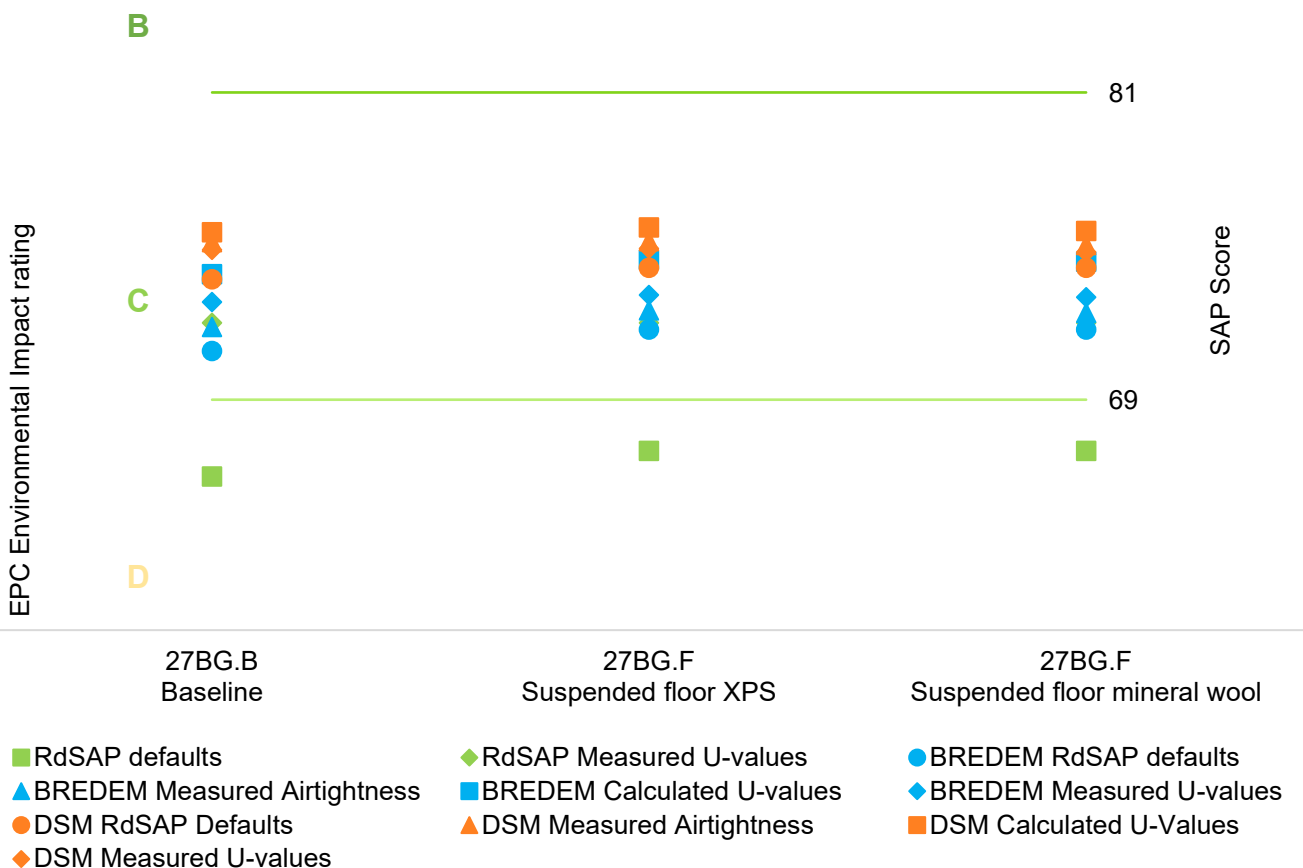 B
81
EPC Environmental Impact rating
C
SAP Score
69
D
27BG.B
Baseline
27BG.F
Suspended floor XPS
27BG.F
Suspended floor mineral wool
RdSAP defaults
RdSAP Measured U-values
BREDEM RdSAP defaults
BREDEM Measured Airtightness
BREDEM Calculated U-values
BREDEM Measured U-values
DSM RdSAP Defaults
DSM Measured Airtightness
DSM Calculated U-Values
DSM Measured U-values